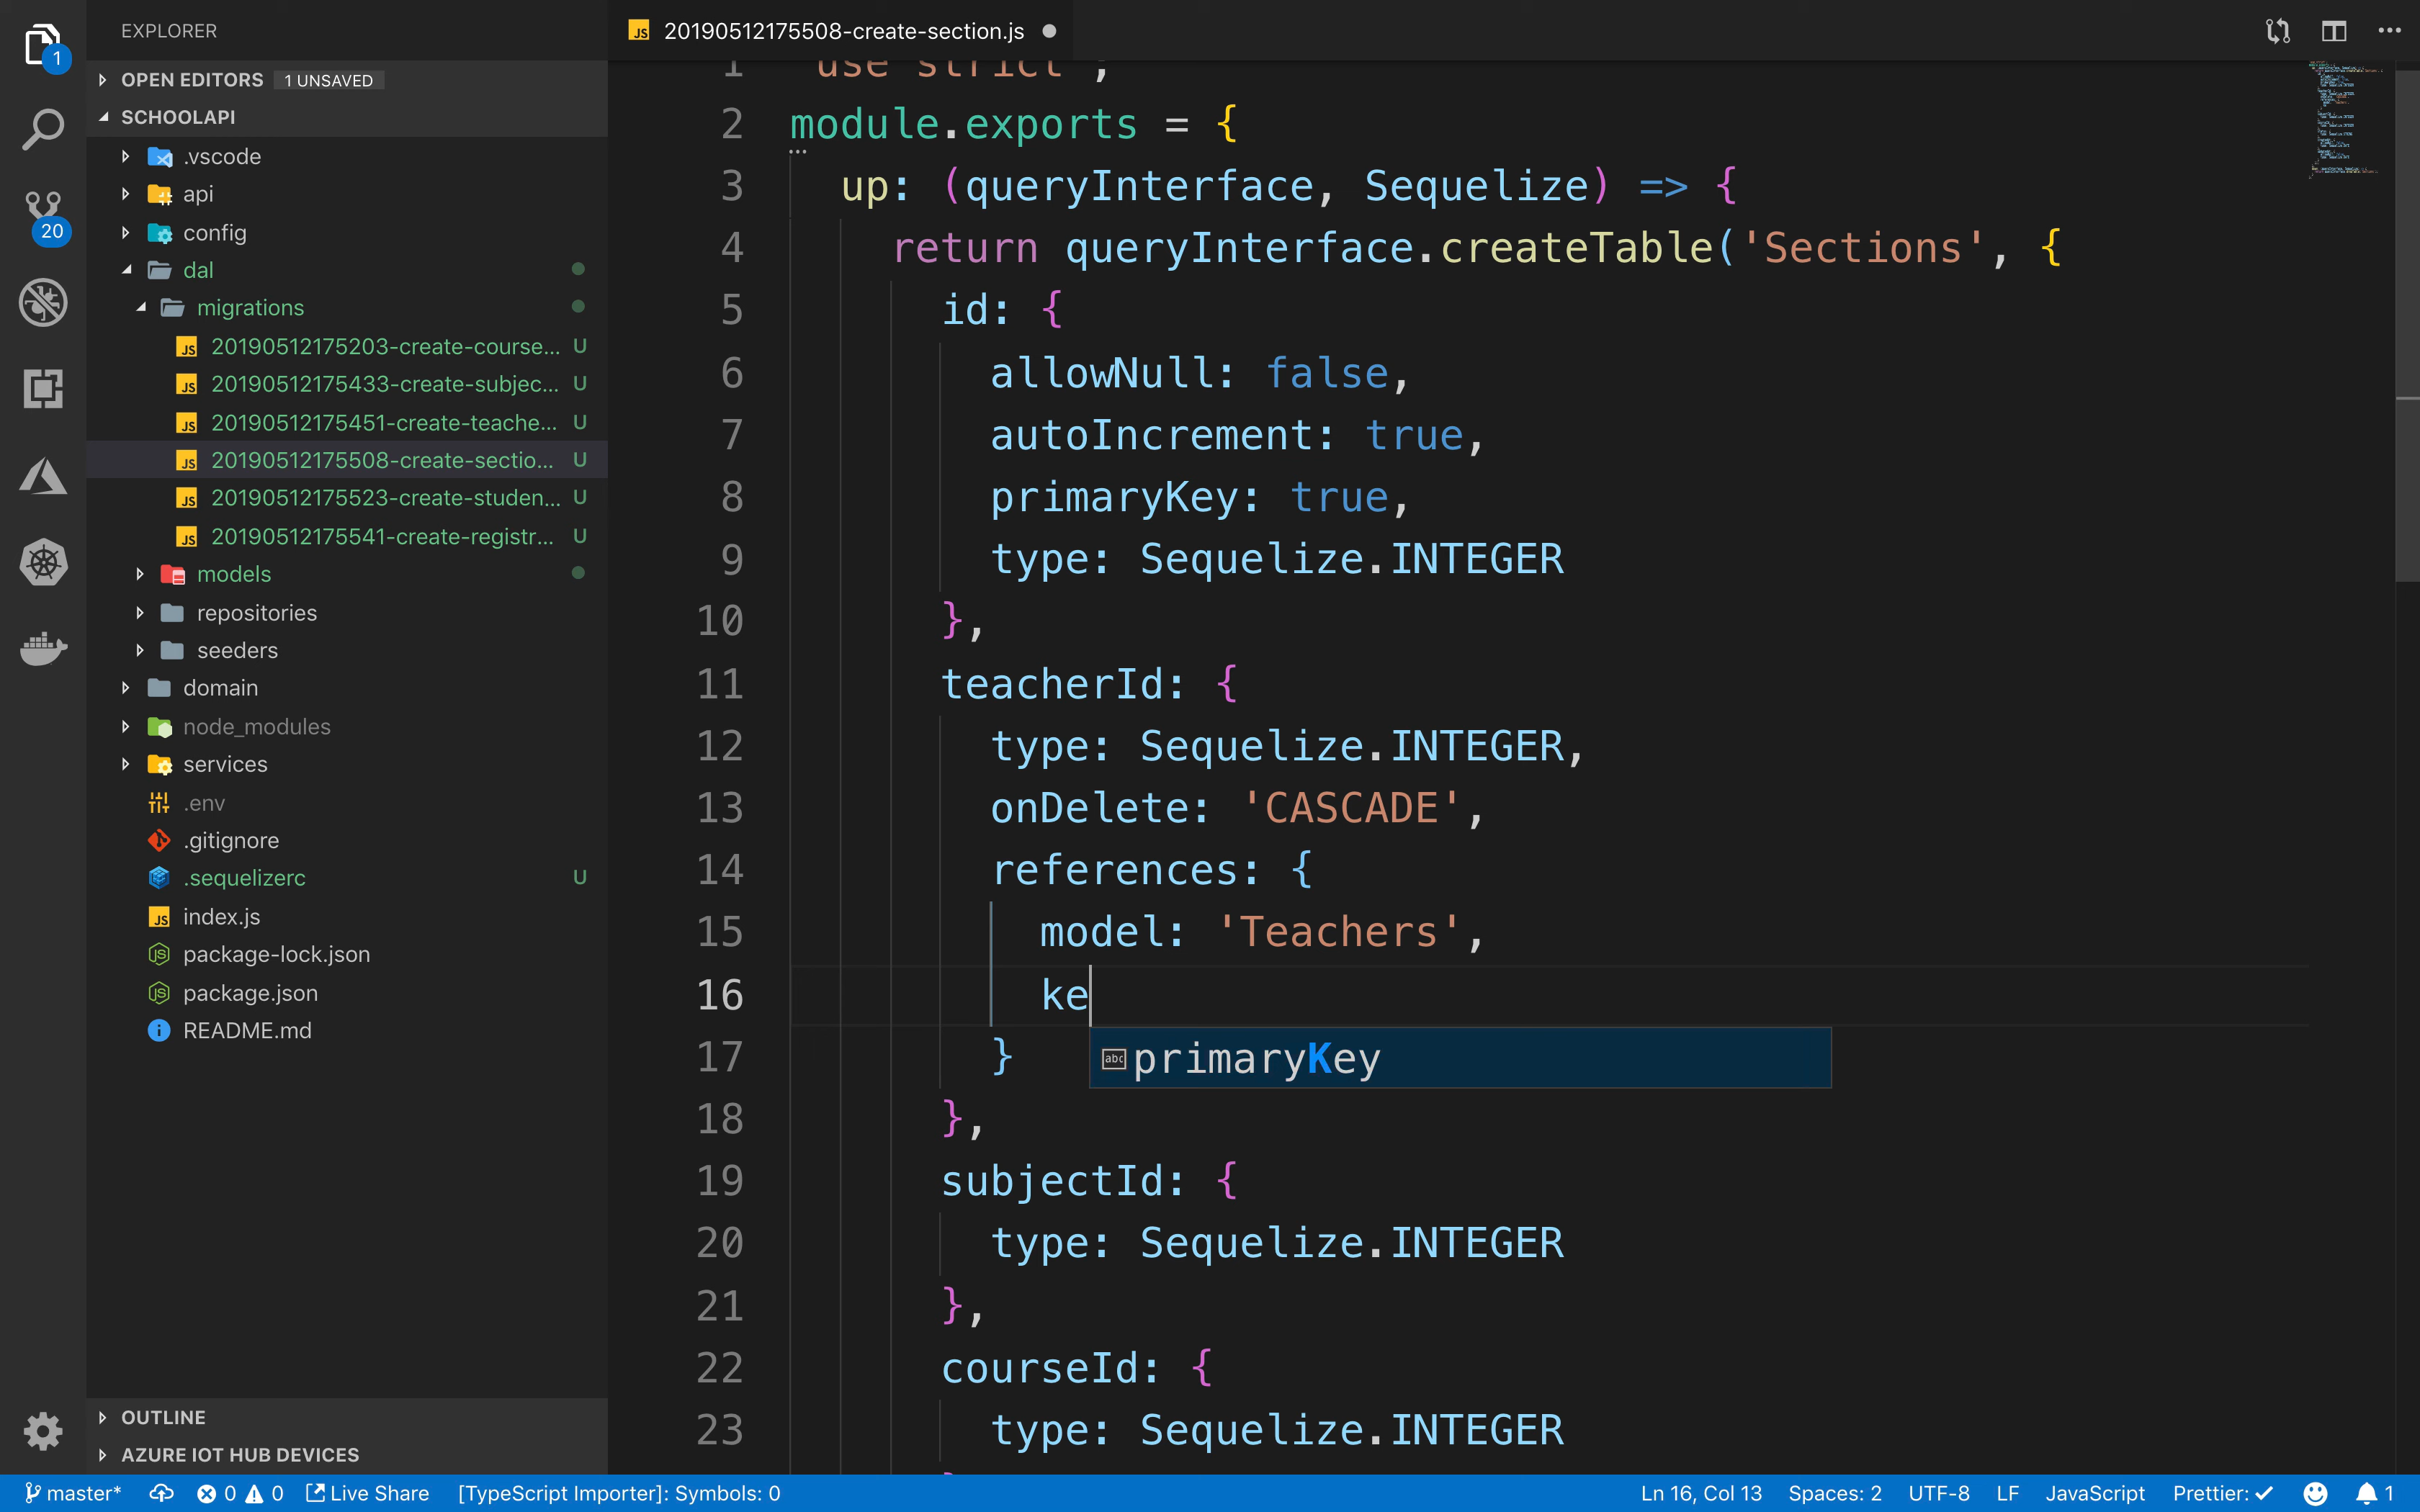 EXPLORER
OPEN EDITORS 1 UNSAVED
SCHOOLAPI
.vscode
api
config
dal
migrations
20190512175203-create-course... U
20190512175433-create-subjec... U
20190512175451-create-teache... U
20190512175508-create-sectio... U
20190512175523-create-studen... U
20190512175541-create-registr... U
models
repositories
seeders
domain
node_modules
services
.env
.gitignore
.sequelizerc U
index.js
package-lock.json
package.json
README.md
OUTLINE
AZURE IOT HUB DEVICES
1
20
JS 20190512175508-create-section.js
1 'use strict';
2 module.exports = {
3 up: (queryInterface, Sequelize) => {
4 return queryInterface.createTable('Sections', {
5 id: {
6 allowNull: false,
7 autoIncrement: true,
8 primaryKey: true,
9 type: Sequelize.INTEGER
10 },
11 teacherId: {
12 type: Sequelize.INTEGER,
13 onDelete: 'CASCADE',
14 references: {
15 model: 'Teachers',
16 ke
abc primaryKey
17 }
18 },
19 subjectId: {
20 type: Sequelize.INTEGER
21 },
22 courseId: {
23 type: Sequelize.INTEGER
master* 0 0 Live Share [TypeScript Importer]: Symbols: 0 Ln 16, Col 13 Spaces: 2 UTF-8 LF JavaScript Prettier: ✓ 1